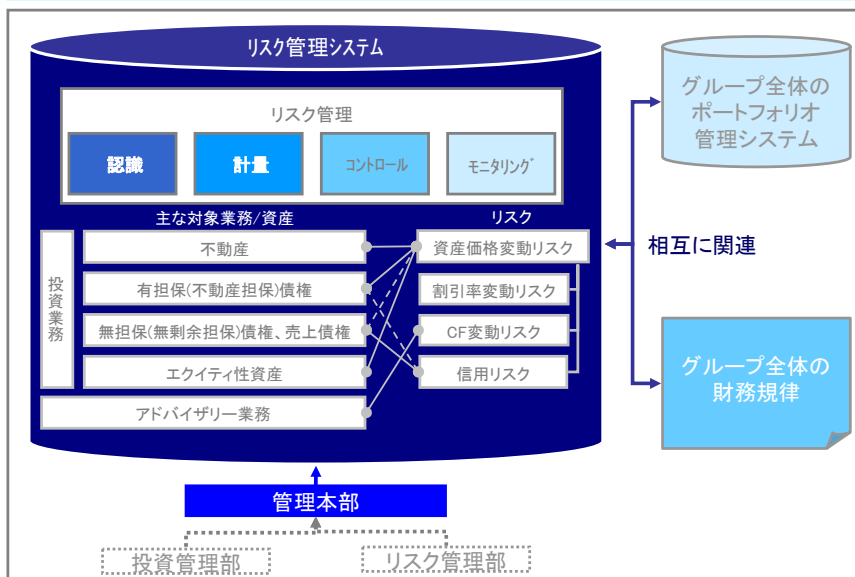 リスク管理システム
リスク管理
認識
計量
コントロール
モニタリング
主な対象業務/資産
リスク
投資業務
不動産
有担保(不動産担保)債権
無担保(無剰余担保)債権、売上債権
エクイティ性資産
アドバイザリー業務
資産価格変動リスク
割引率変動リスク
CF変動リスク
信用リスク
グループ全体の
ポートフォリオ
管理システム
相互に関連
グループ全体の
財務規律
管理本部
投資管理部
リスク管理部